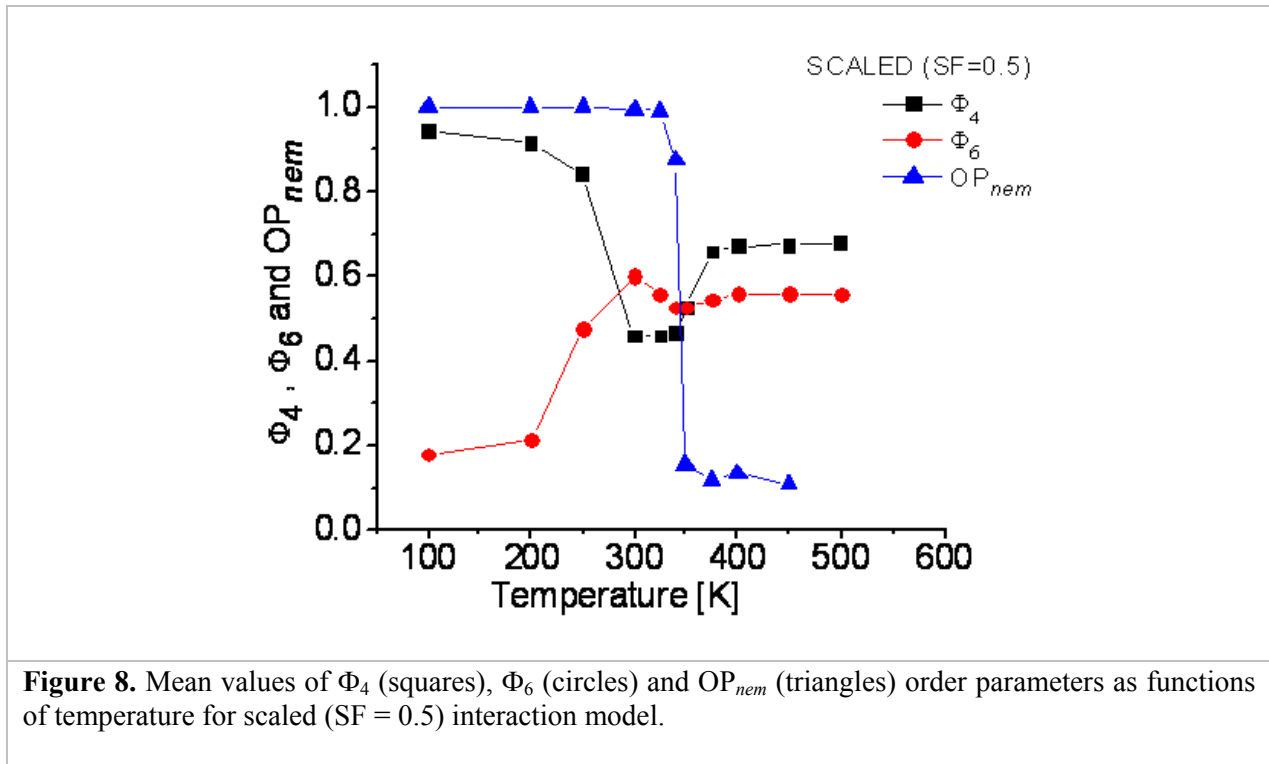 SCALED (SF=0.5)
Φ4
Φ6
OPnem
Φ4 , Φ6 and OPnem
1.0
0.8
0.6
0.4
0.2
0.0
100 200 300 400 500 600
Temperature [K]
Figure 8. Mean values of Φ4 (squares), Φ6 (circles) and OPnem (triangles) order parameters as functions
of temperature for scaled (SF = 0.5) interaction model.